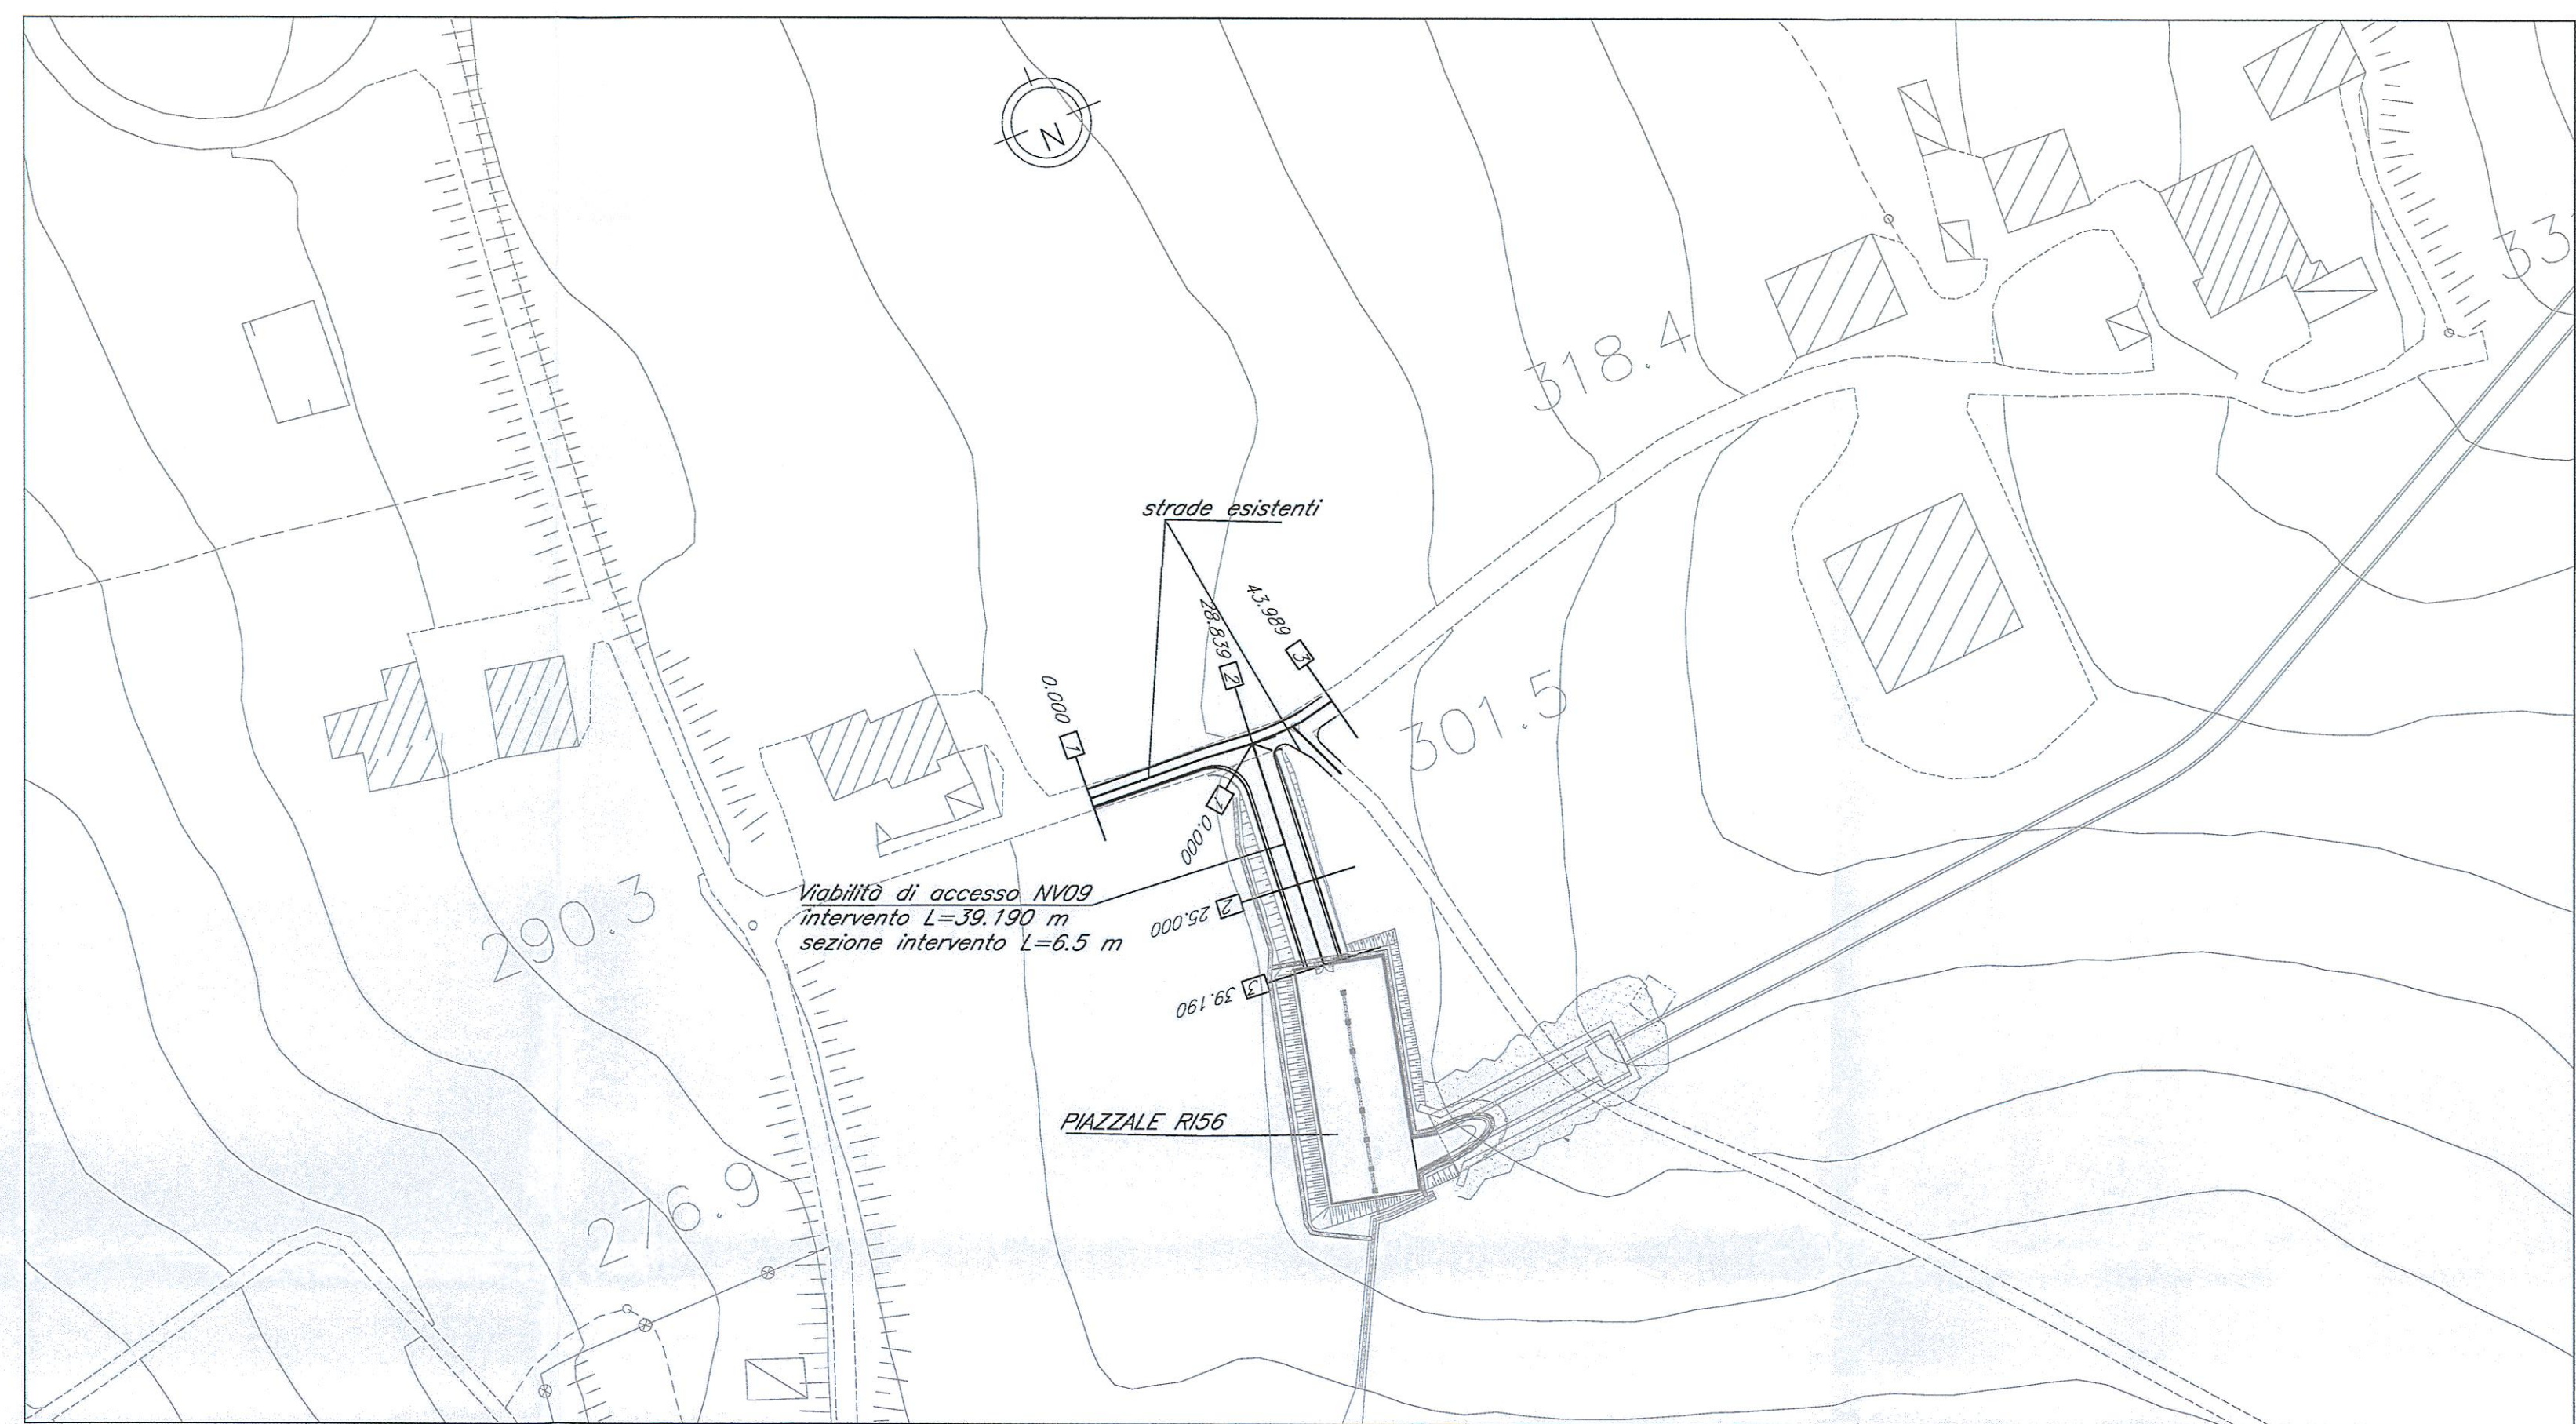 N
33
318.4
strade esistenti
43.989
3
28.839
2
0.000
1
301.5
1
0.000
Viabilità di accesso NV09
intervento L=39.190 m
sezione intervento L=6.5 m
2
25.000
290.3
3
39.190
PIAZZALE RI56
276.9